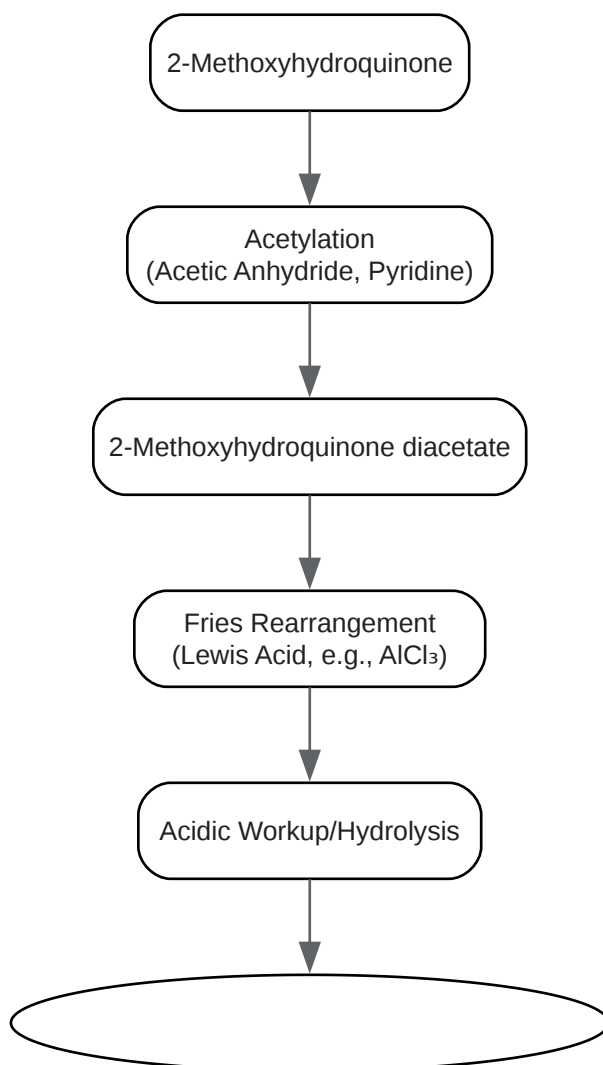 2-Methoxyhydroquinone
Acetylation
(Acetic Anhydride, Pyridine)
2-Methoxyhydroquinone diacetate
Fries Rearrangement
(Lewis Acid, e.g., AlCl₃)
Acidic Workup/Hydrolysis